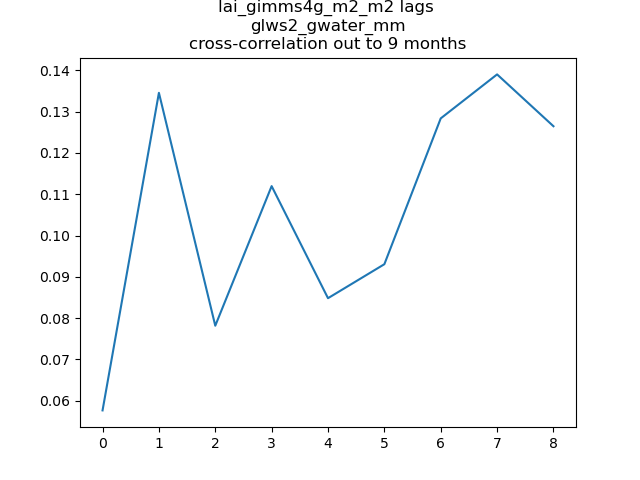 lai_gimms4g_m2_m2 lags
glws2_gwater_mm
cross-correlation out to 9 months
0.14
0.13
0.12
0.11
0.10
0.09
0.08
0.07
0.06
0 1 2 3 4 5 6 7 8